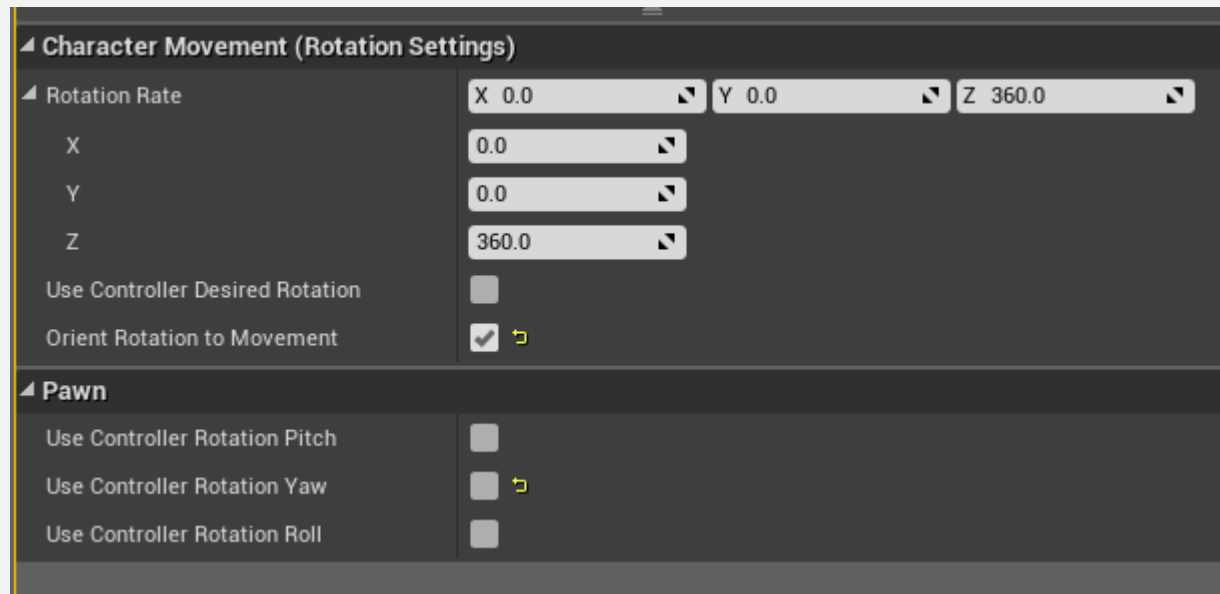 Character Movement (Rotation Settings)
Rotation Rate X 0.0 Y 0.0 Z 360.0
X 0.0
Y 0.0
Z 360.0
Use Controller Desired Rotation
Orient Rotation to Movement
Pawn
Use Controller Rotation Pitch
Use Controller Rotation Yaw
Use Controller Rotation Roll